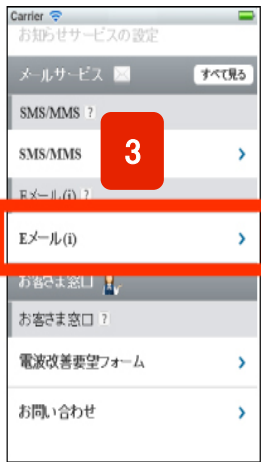 Carrier
お知らせサービスの設定
メールサービス すべて見る
SMS/MMS ?
SMS/MMS
3
Eメール(i) ?
Eメール(i)
お客さま窓口
お客さま窓口 ?
電波改善要望フォーム
お問い合わせ